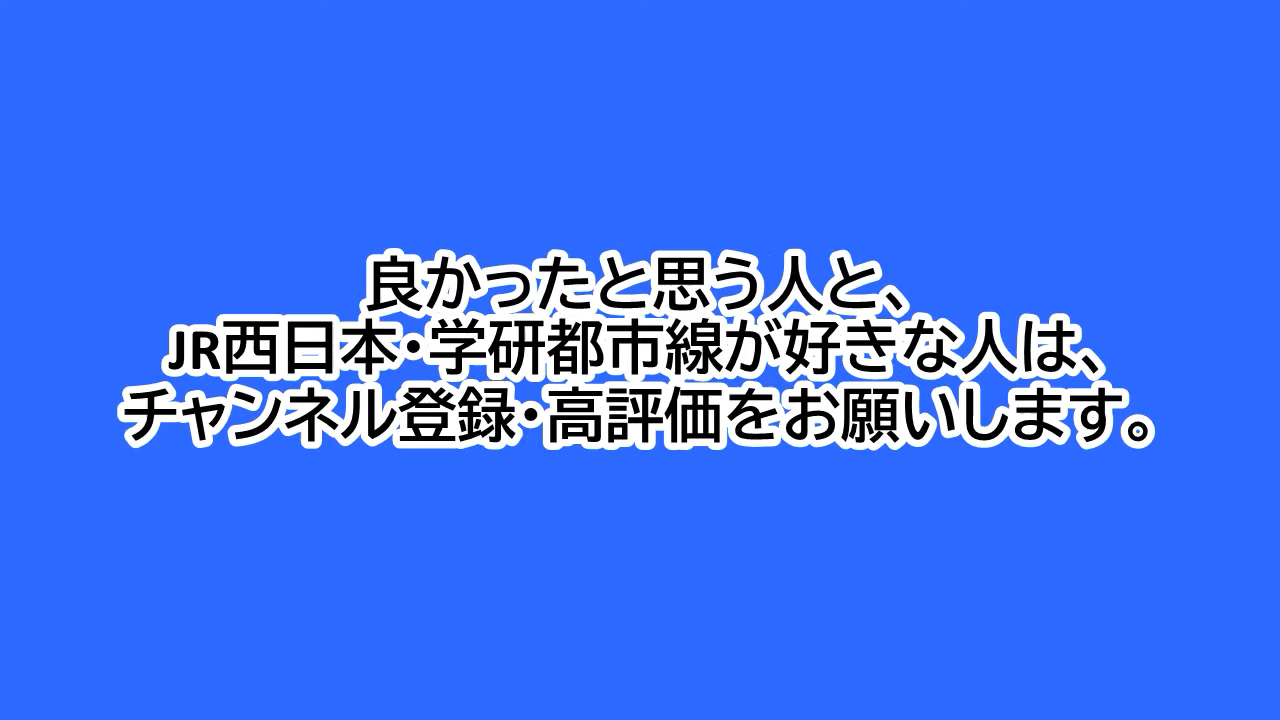 良かったと思う人と、
JR西日本・学研都市線が好きな人は、
チャンネル登録・高評価をお願いします。